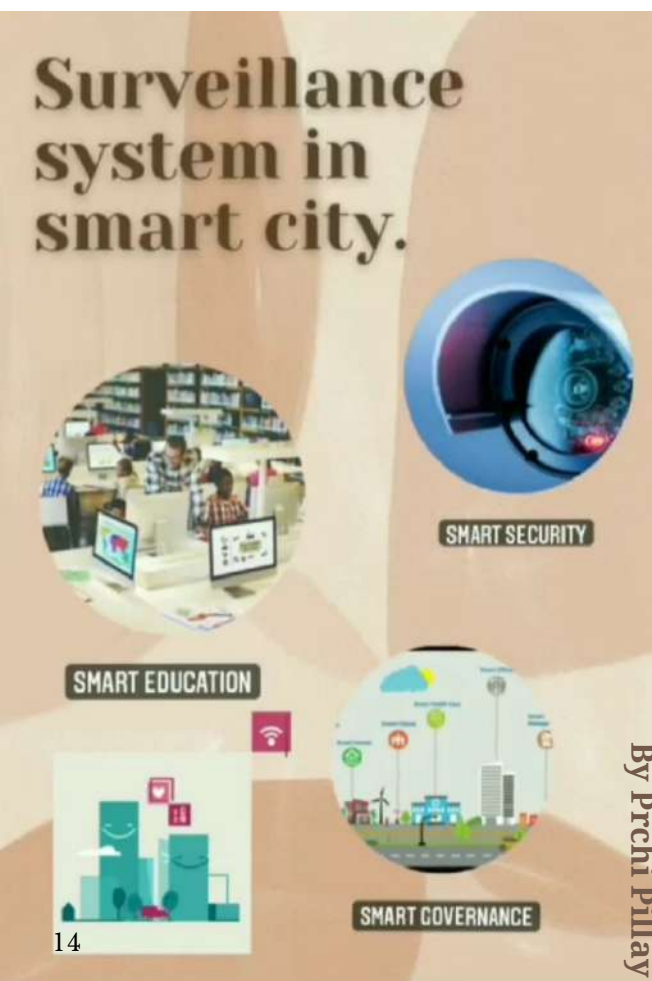 Surveillance
system in
smart city.
SMART SECURITY
SMART EDUCATION
SMART GOVERNANCE
14
By Prchi Pillay